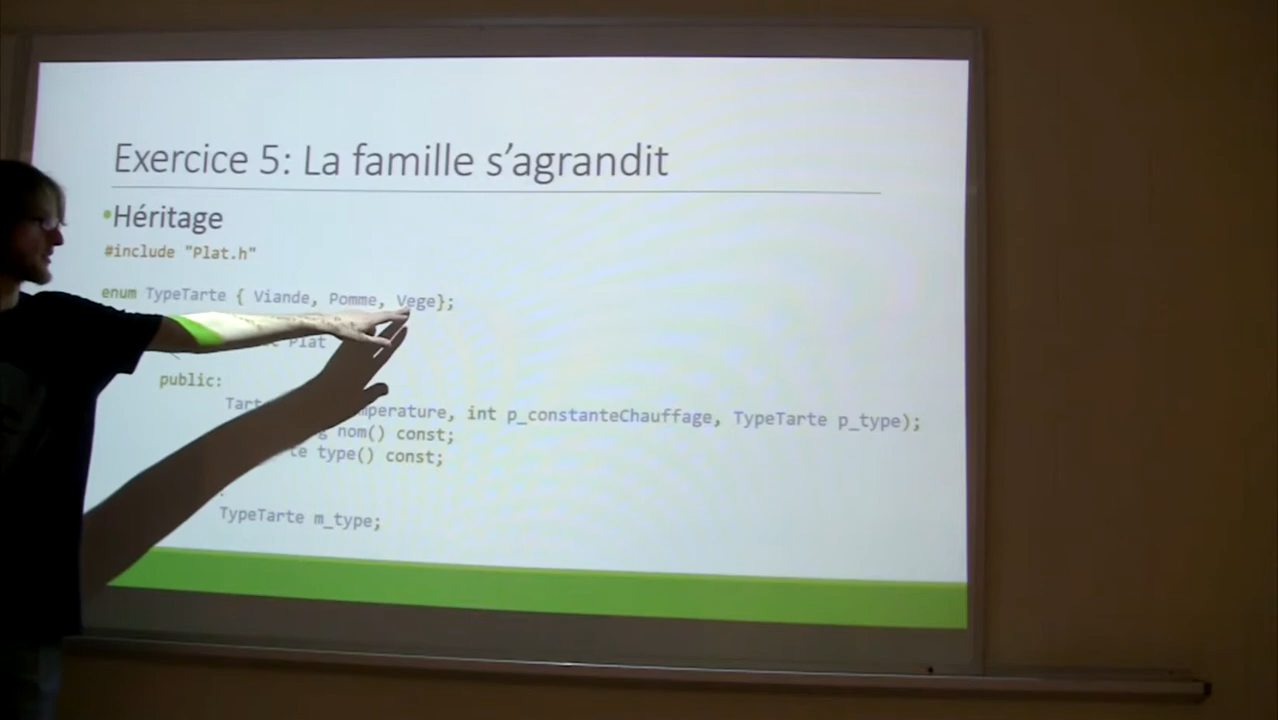 Exercice 5: La famille s’agrandit
•Héritage
#include "Plat.h"
enum TypeTarte { Viande, Pomme, Vege};
Plat
{
public:
int p_constanteChauffage, TypeTarte p_type);
nom() const;
type() const;
TypeTarte m_type;